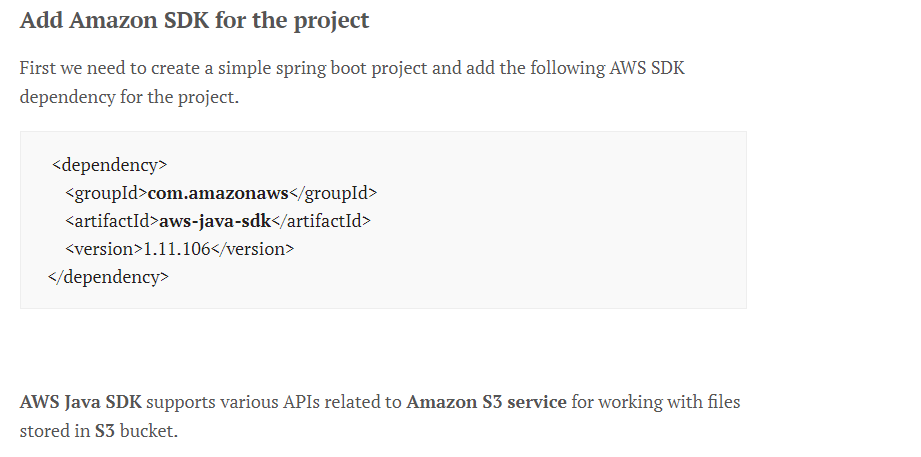 Add Amazon SDK for the project
First we need to create a simple spring boot project and add the following AWS SDK
dependency for the project.
<dependency>
<groupId>com.amazonaws</groupId>
<artifactId>aws-java-sdk</artifactId>
<version>1.11.106</version>
</dependency>
AWS Java SDK supports various APIs related to Amazon S3 service for working with files
stored in S3 bucket.